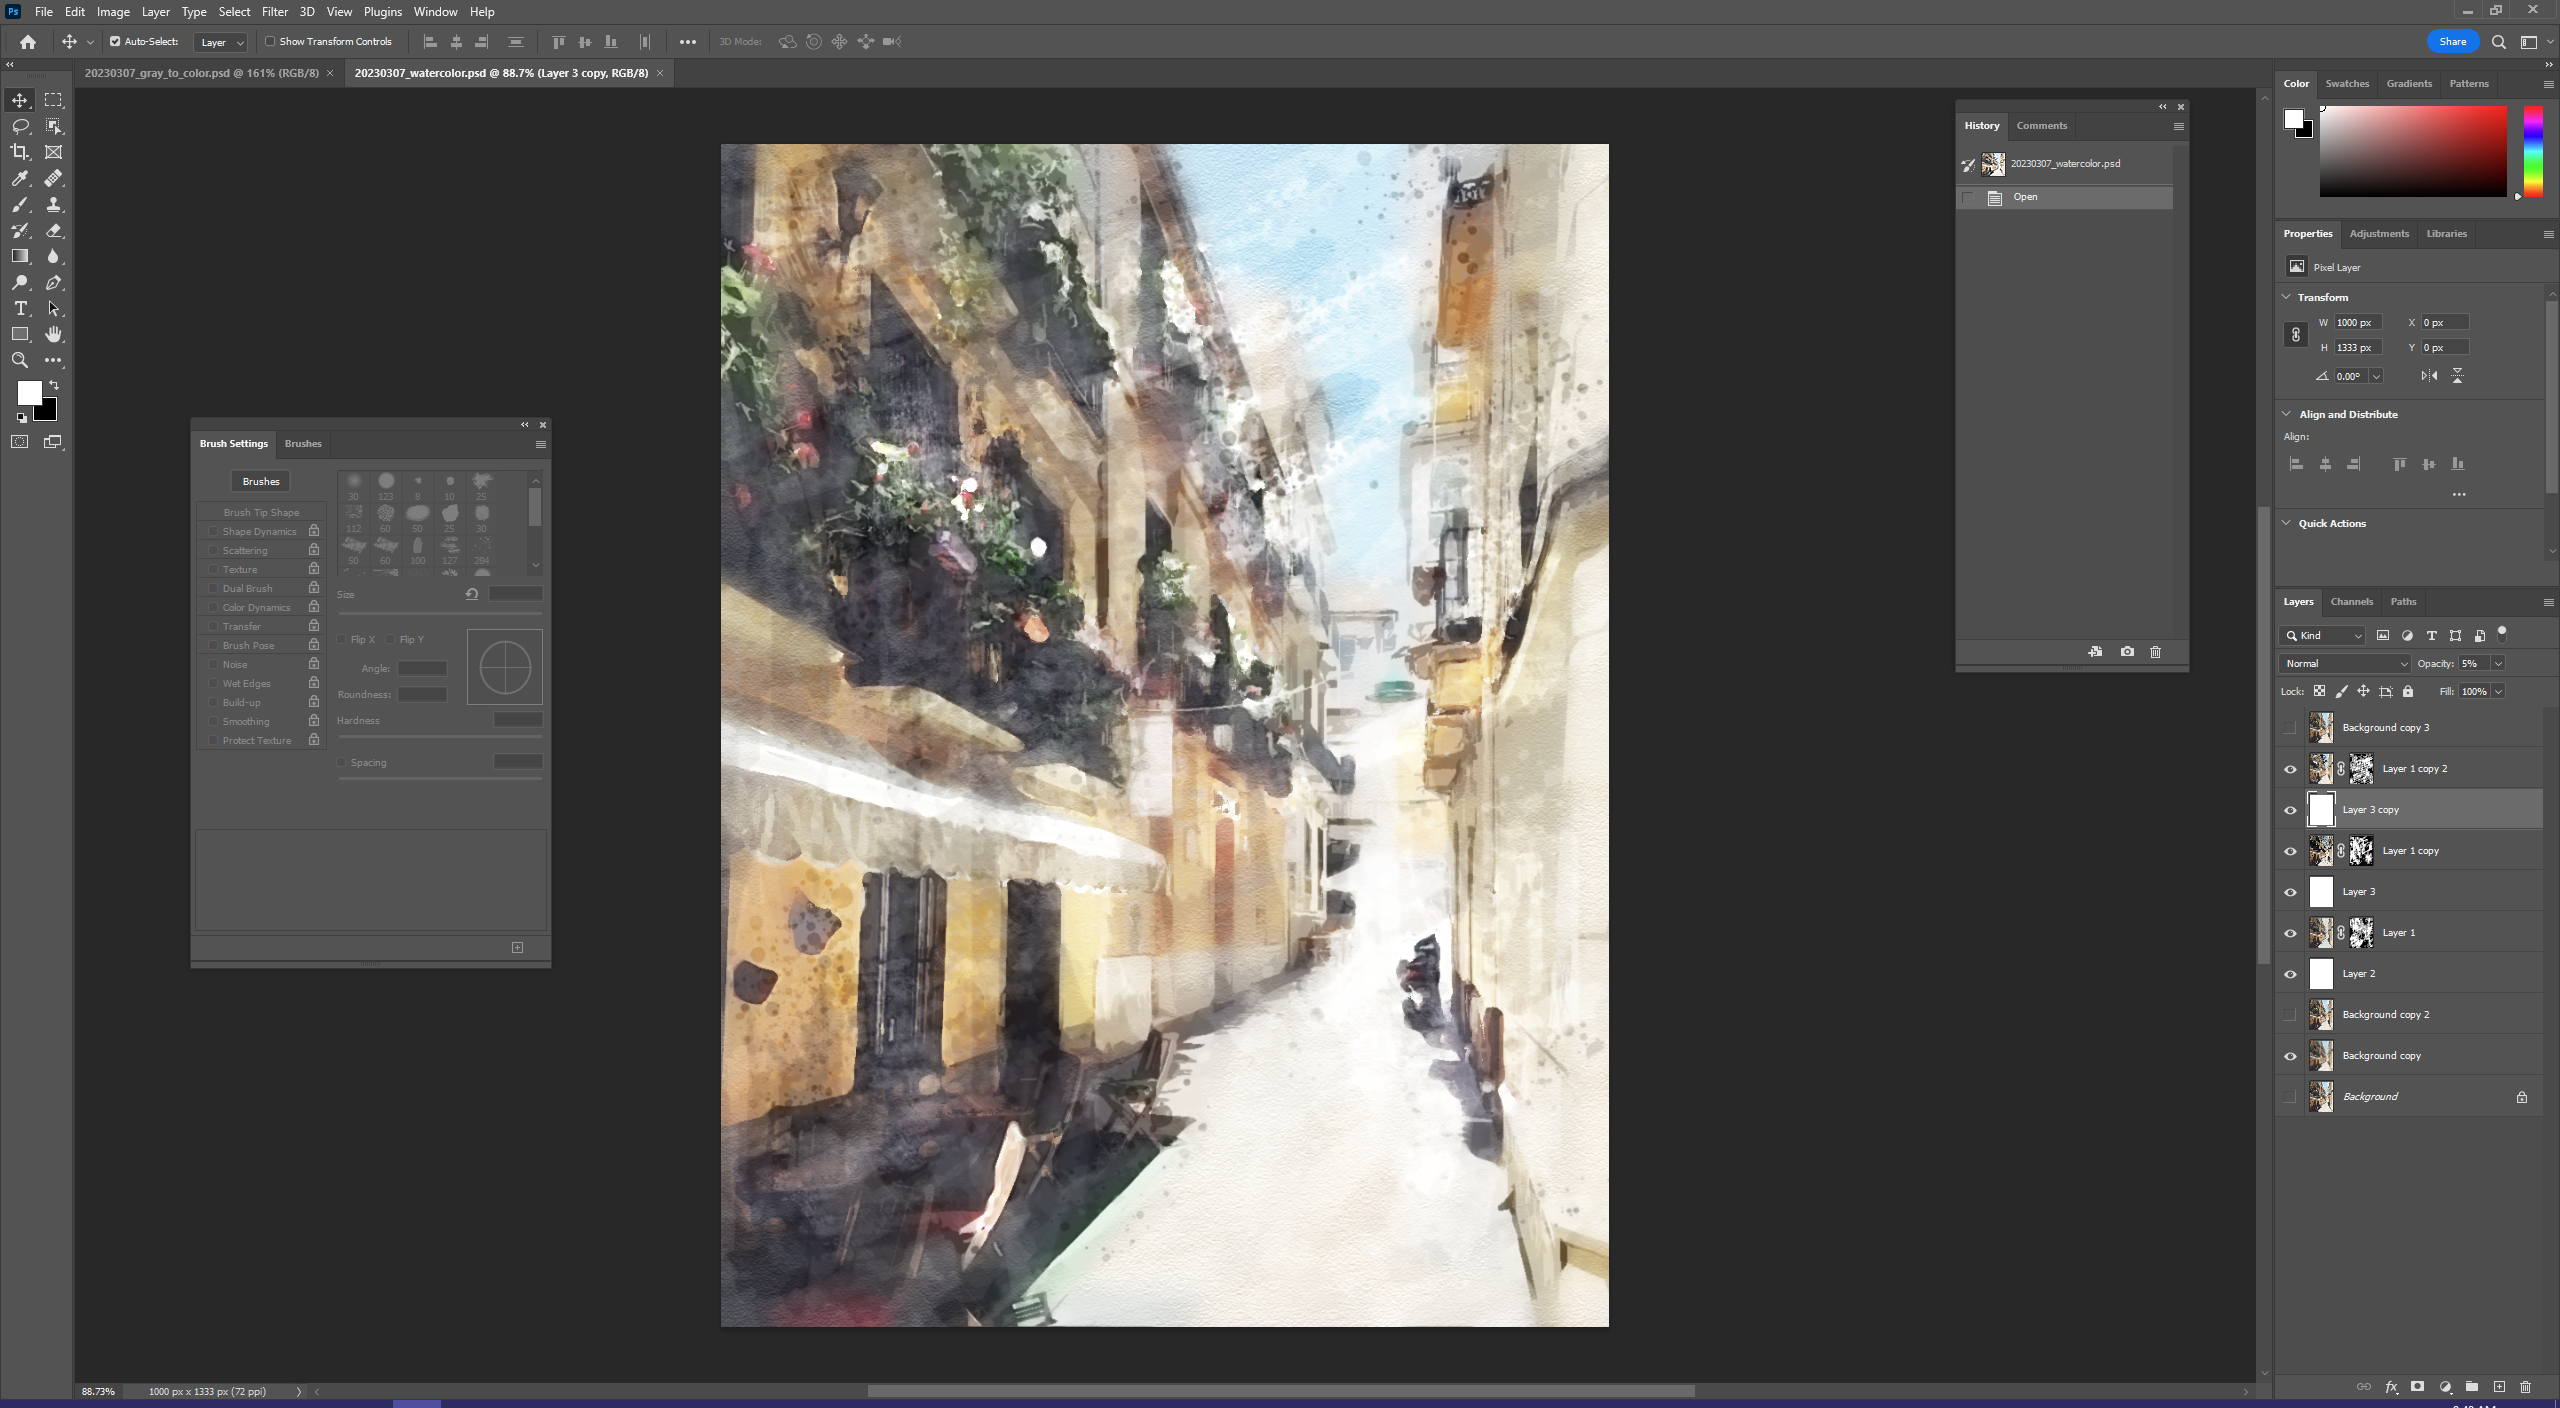 Ps File Edit Image Layer Type Select Filter 3D View Plugins Window Help
Auto-Select: Layer Show Transform Controls 3D Mode: Share
20230307_gray_to_color.psd @ 161% (RGB/8) × 20230307_watercolor.psd @ 88.7% (Layer 3 copy, RGB/8) ×
Brush Settings Brushes
Brushes
Brush Tip Shape
Shape Dynamics
Scattering
Texture
Dual Brush
Color Dynamics
Transfer
Brush Pose
Noise
Wet Edges
Build-up
Smoothing
Protect Texture
30 123 8 10 25
112 60 50 25 30
50 60 100 127 284
Size
Flip X Flip Y
Angle:
Roundness:
Hardness
Spacing
History Comments
20230307_watercolor.psd
Open
Color Swatches Gradients Patterns
Properties Adjustments Libraries
Pixel Layer
Transform
W 1000 px X 0 px
H 1333 px Y 0 px
0.00°
Align and Distribute
Align:
Quick Actions
Layers Channels Paths
Kind
Normal Opacity: 5%
Lock: Fill: 100%
Background copy 3
Layer 1 copy 2
Layer 3 copy
Layer 1 copy
Layer 3
Layer 1
Layer 2
Background copy 2
Background copy
Background
fx
88.73% 1000 px x 1333 px (72 ppi)